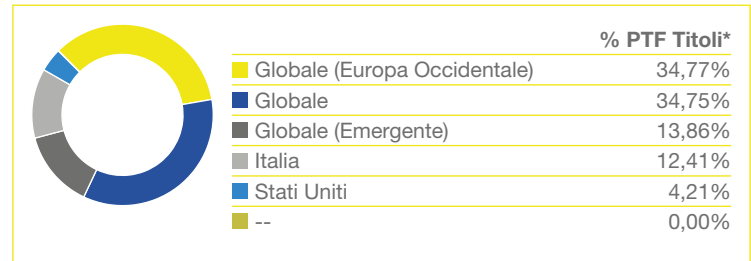 % PTF Titoli*
Globale (Europa Occidentale) 34,77%
Globale 34,75%
Globale (Emergente) 13,86%
Italia 12,41%
Stati Uniti 4,21%
-- 0,00%